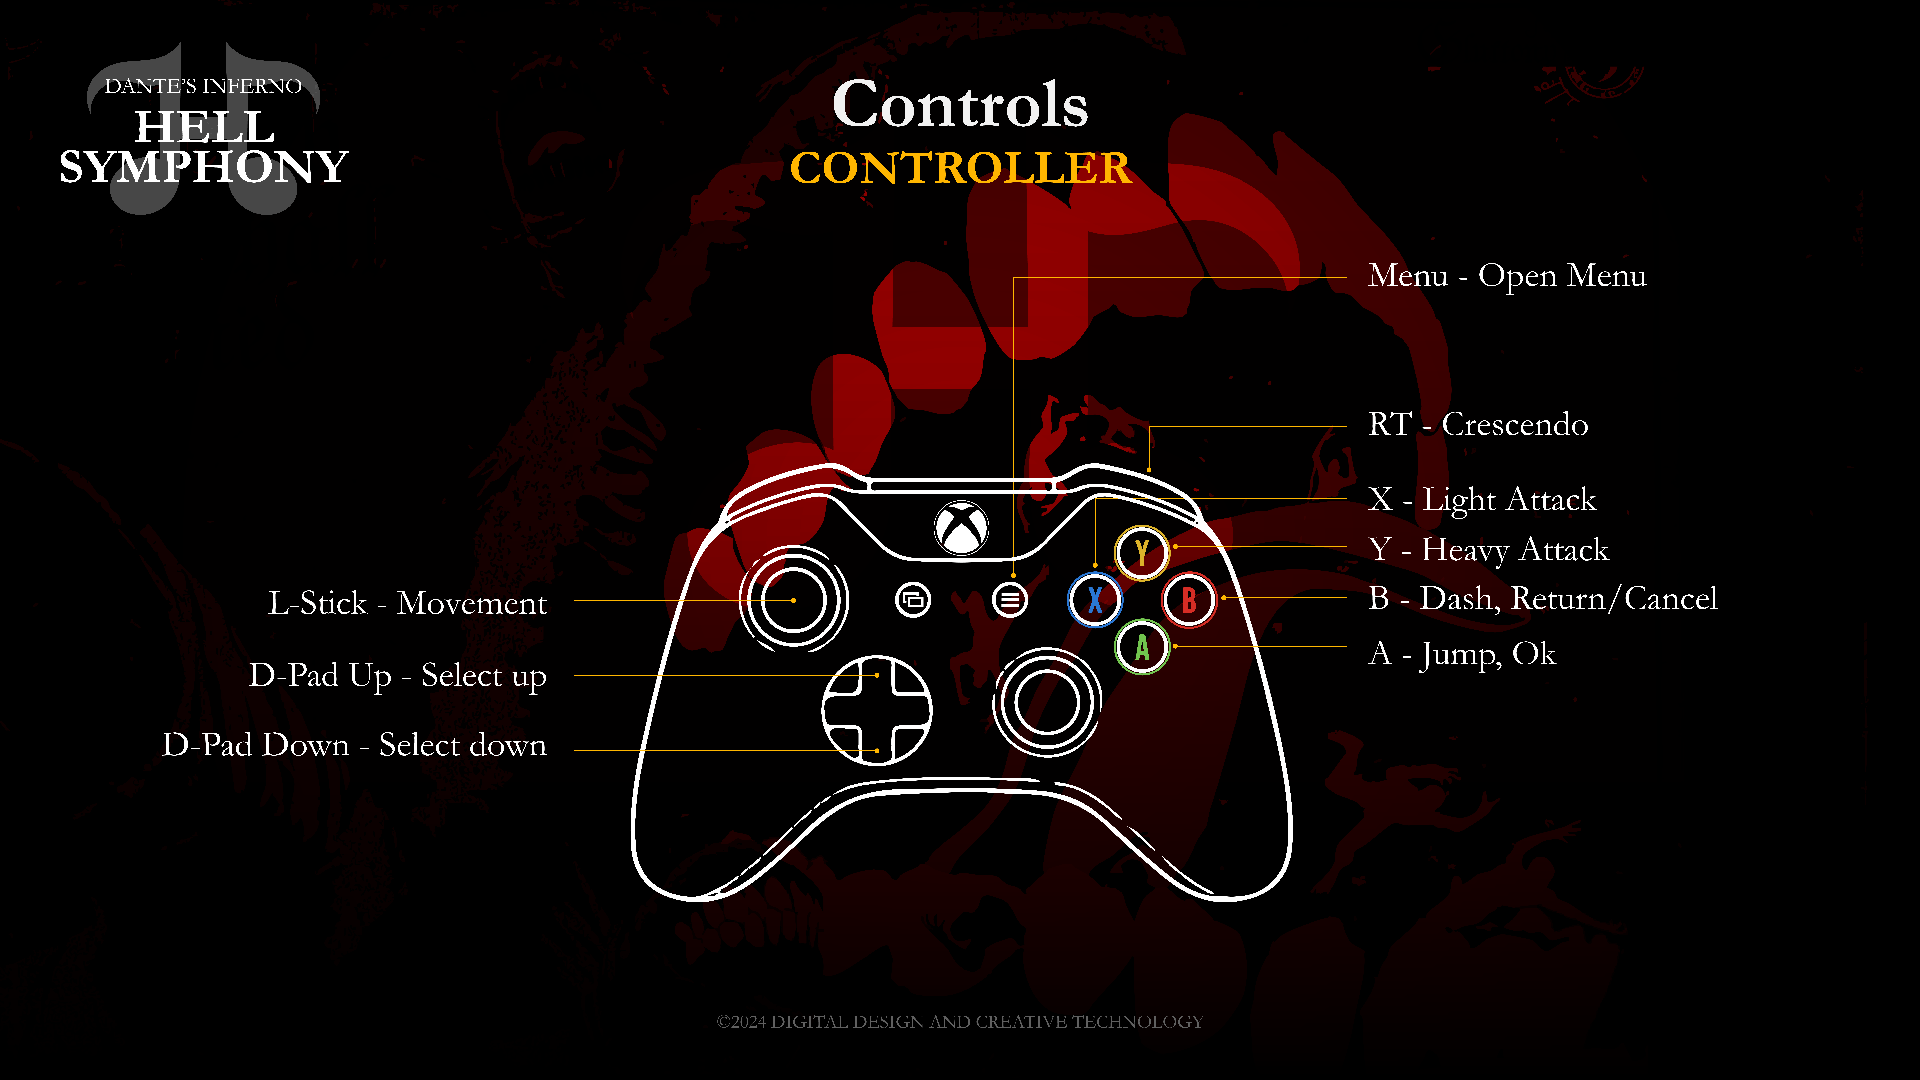 DANTE'S INFERNO
HELL
SYMPHONY
Controls
CONTROLLER
Menu - Open Menu
RT - Crescendo
X - Light Attack
Y - Heavy Attack
B - Dash, Return/Cancel
A - Jump, Ok
L-Stick - Movement
D-Pad Up - Select up
D-Pad Down - Select down
Y
X
B
A
©2024 DIGITAL DESIGN AND CREATIVE TECHNOLOGY